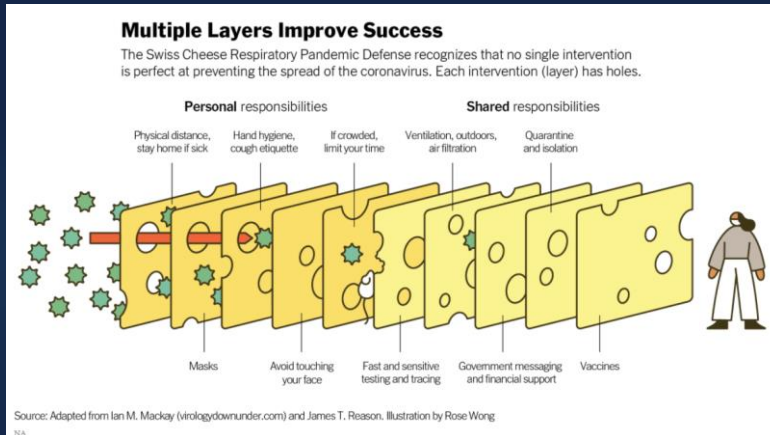 Multiple Layers Improve Success
The Swiss Cheese Respiratory Pandemic Defense recognizes that no single intervention
is perfect at preventing the spread of the coronavirus. Each intervention (layer) has holes.
Personal responsibilities
Shared responsibilities
Physical distance,
stay home if sick
Hand hygiene,
cough etiquette
If crowded,
limit your time
Ventilation, outdoors,
air filtration
Quarantine
and isolation
Masks
Avoid touching
your face
Fast and sensitive
testing and tracing
Government messaging
and financial support
Vaccines
Source: Adapted from Ian M. Mackay (virologydownunder.com) and James T. Reason. Illustration by Rose Wong